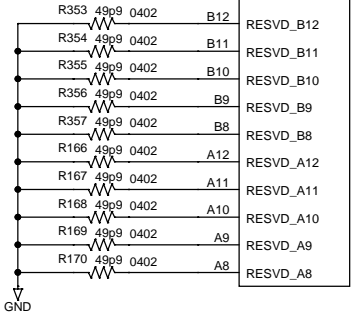 R353 49p9 0402 B12 RESVD_B12
R354 49p9 0402 B11 RESVD_B11
R355 49p9 0402 B10 RESVD_B10
R356 49p9 0402 B9 RESVD_B9
R357 49p9 0402 B8 RESVD_B8
R166 49p9 0402 A12 RESVD_A12
R167 49p9 0402 A11 RESVD_A11
R168 49p9 0402 A10 RESVD_A10
R169 49p9 0402 A9 RESVD_A9
R170 49p9 0402 A8 RESVD_A8
GND